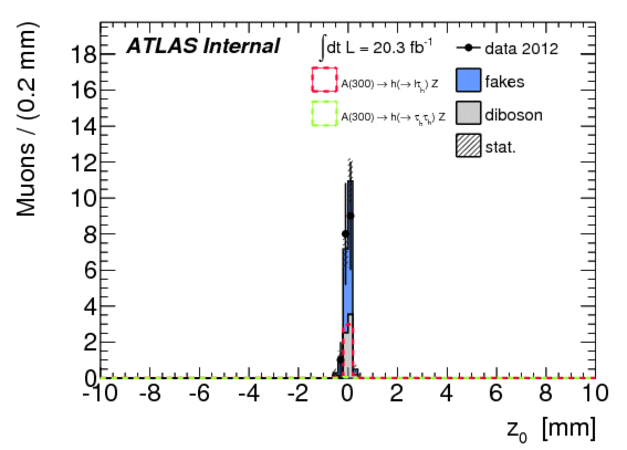 ATLAS Internal
∫dt L = 20.3 fb⁻¹
data 2012
A(300) → h(→ lτₕ) Z
fakes
A(300) → h(→ τₕτₕ) Z
diboson
stat.
Muons / (0.2 mm)
18
16
14
12
10
8
6
4
2
0
-10 -8 -6 -4 -2 0 2 4 6 8 10
z₀ [mm]